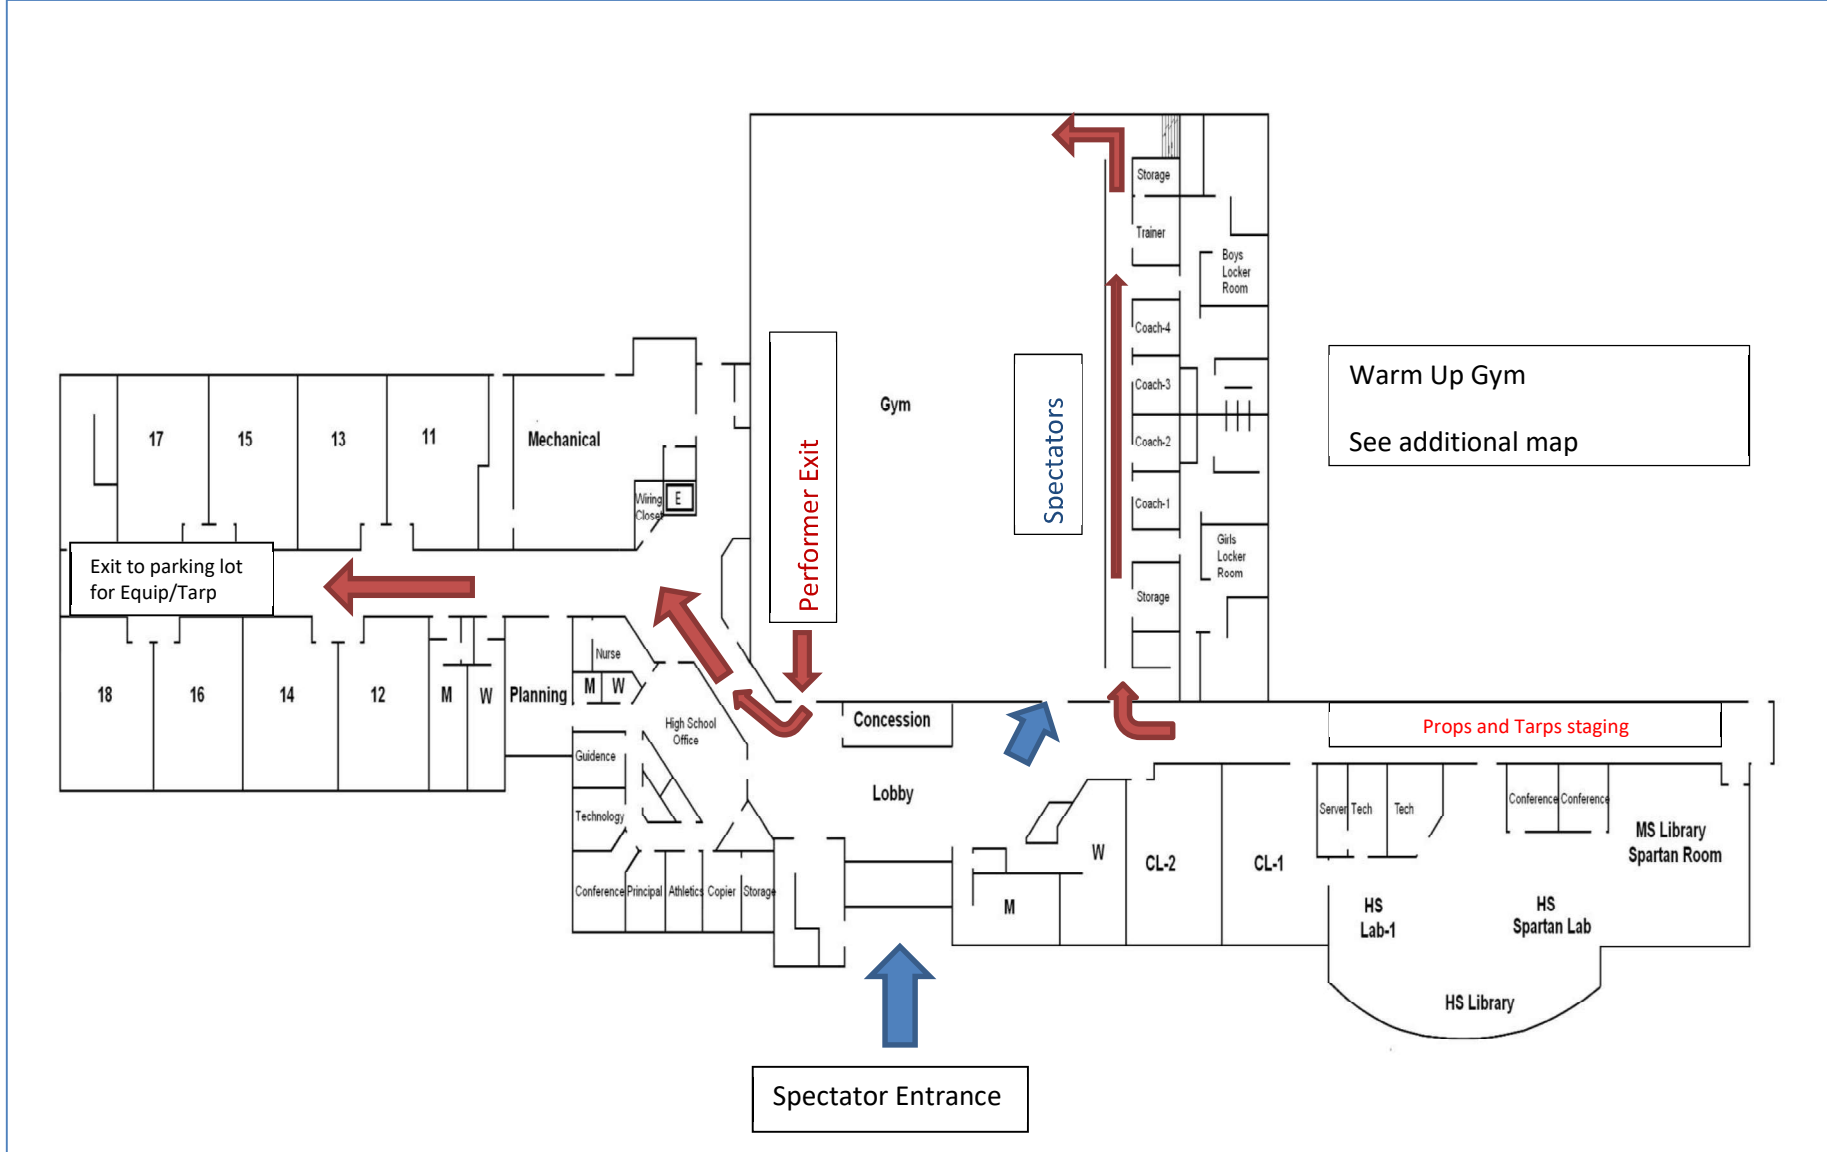 Storage
Trainer
Boys
Locker
Room
Coach-4
Coach-3
Coach-2
Coach-1
Girls
Locker
Room
Storage
Warm Up Gym
See additional map
Gym
Spectators
Performer Exit
17
15
13
11
Mechanical
Wiring
Closet
E
Exit to parking lot
for Equip/Tarp
18
16
14
12
M
W
Planning
Nurse
M
W
High School
Office
Guidence
Technology
Conference
Principal
Athletics
Copier
Storage
Concession
Lobby
Props and Tarps staging
W
M
CL-2
CL-1
Server
Tech
Tech
Conference
Conference
MS Library
Spartan Room
HS
Lab-1
HS
Spartan Lab
HS Library
Spectator Entrance